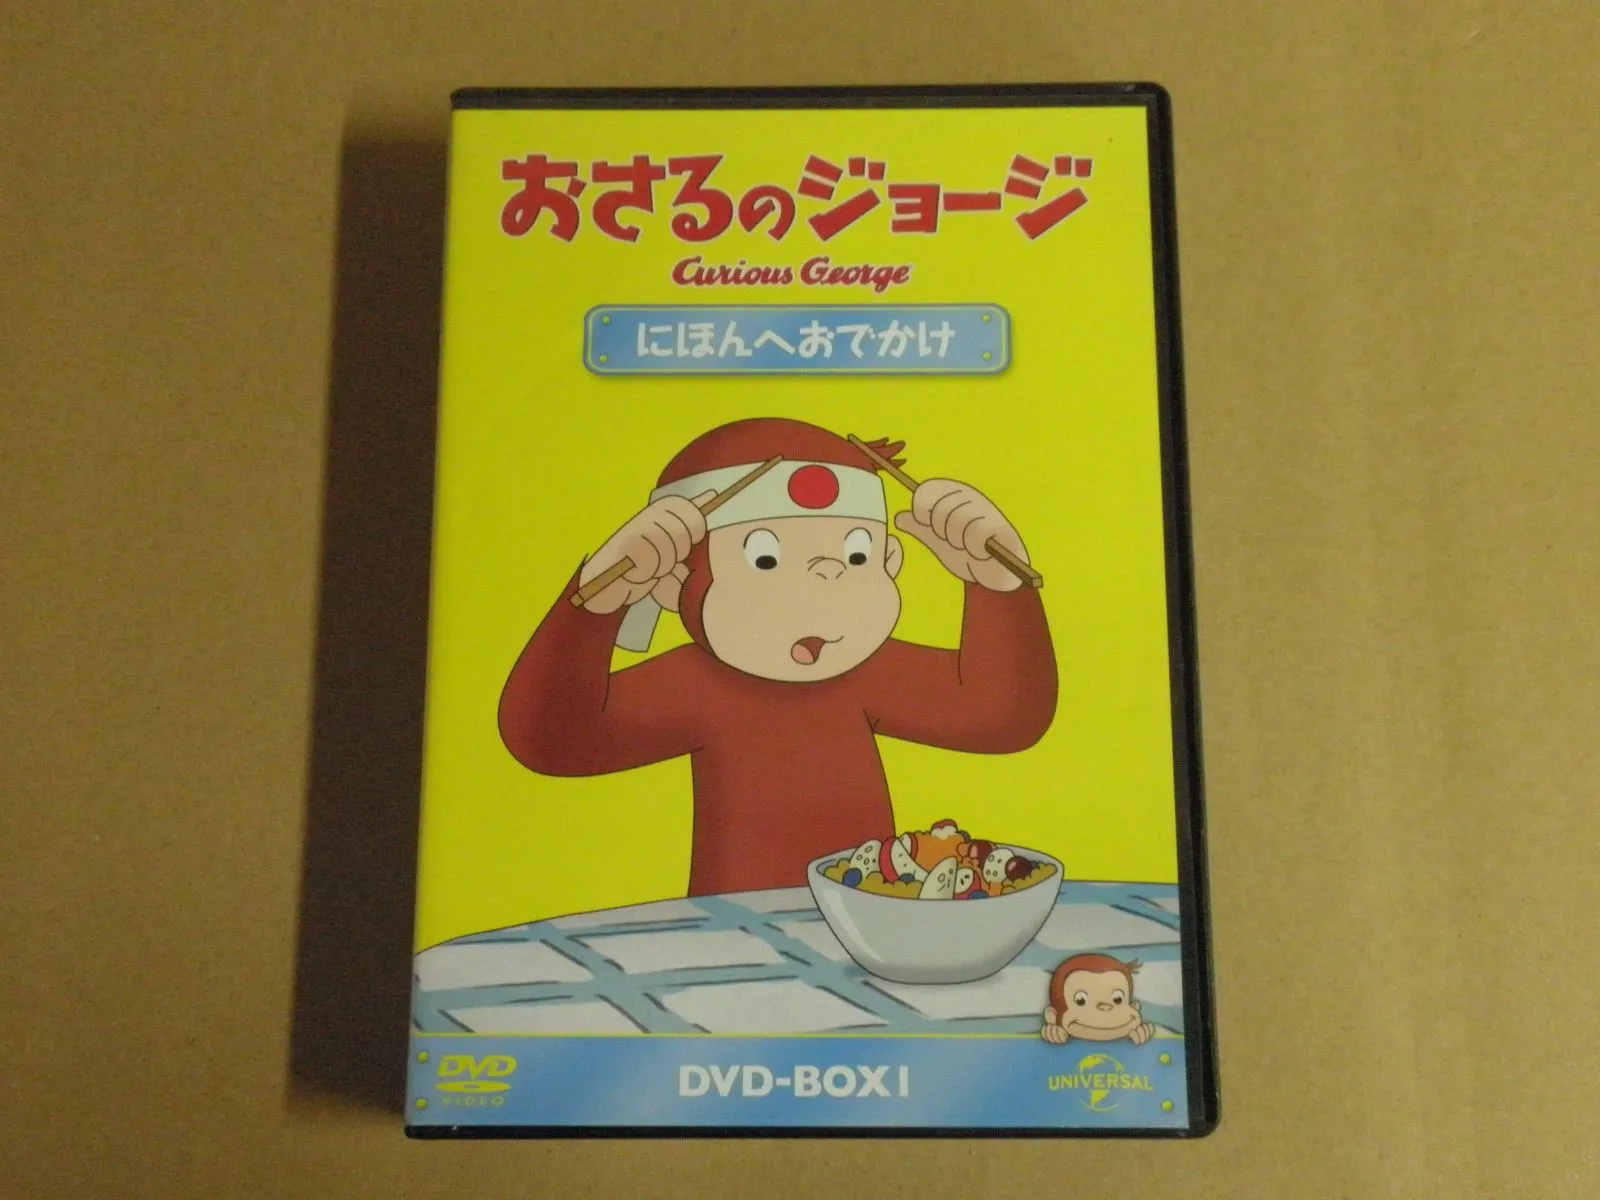 おさるのジョージ
Curious George
にほんへおでかけ
DVD
VIDEO
DVD-BOX I
UNIVERSAL